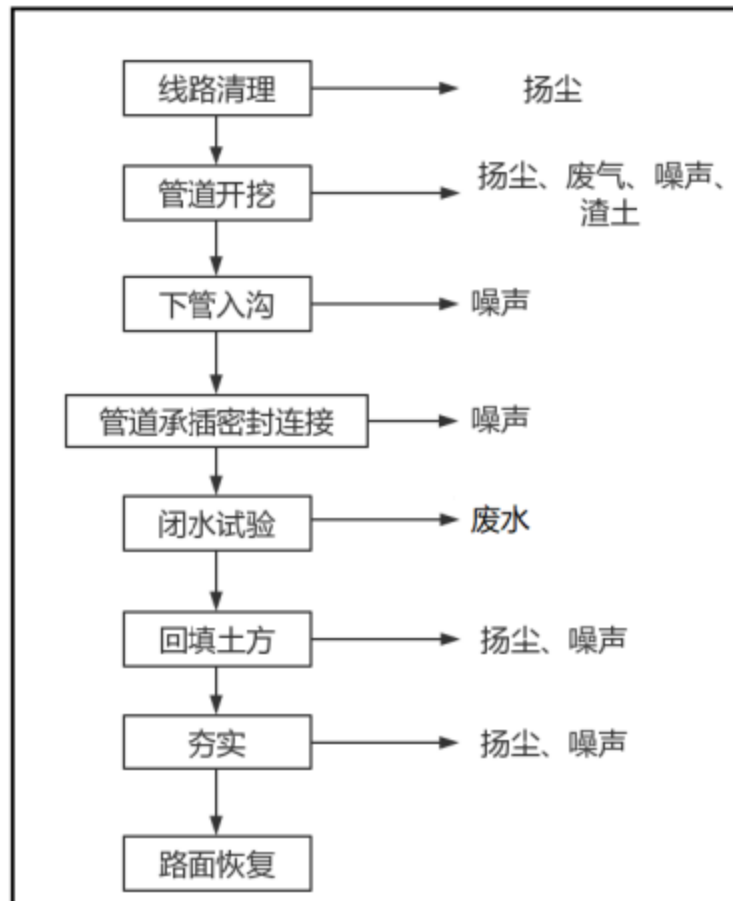 线路清理
扬尘
管道开挖
扬尘、废气、噪声、
渣土
下管入沟
噪声
管道承插密封连接
噪声
闭水试验
废水
回填土方
扬尘、噪声
夯实
扬尘、噪声
路面恢复